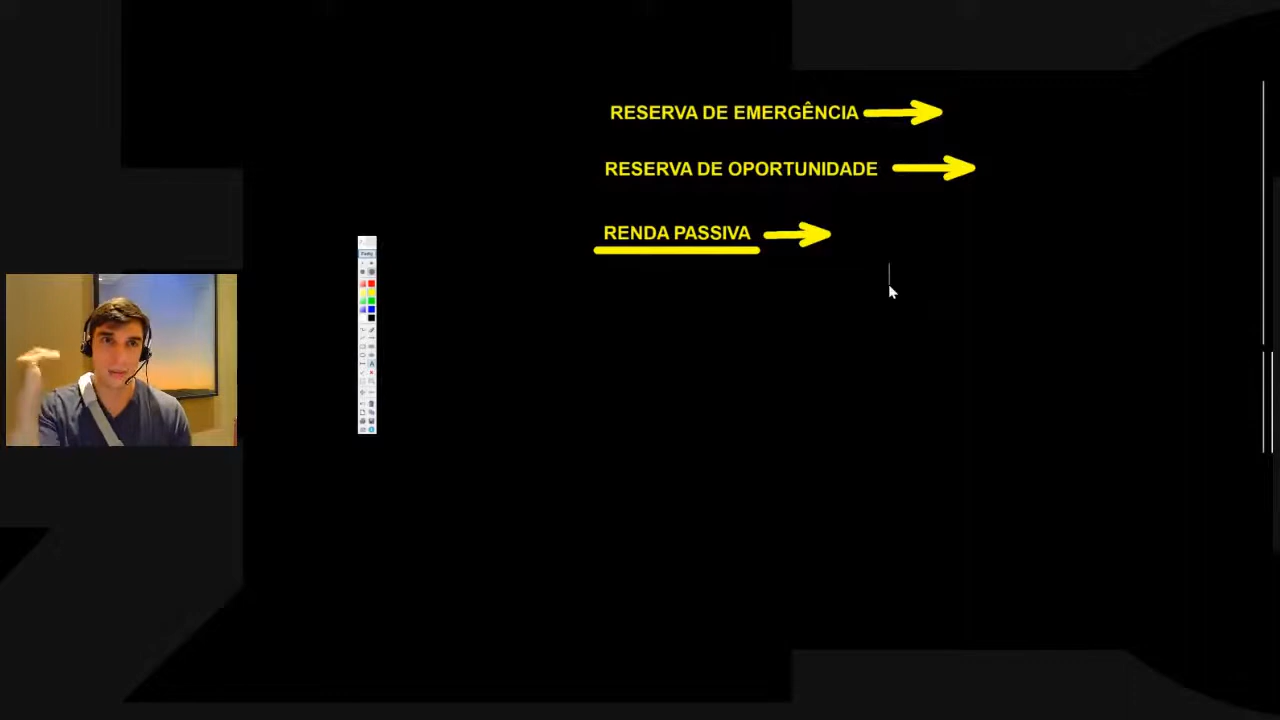 RESERVA DE EMERGÊNCIA
RESERVA DE OPORTUNIDADE
RENDA PASSIVA